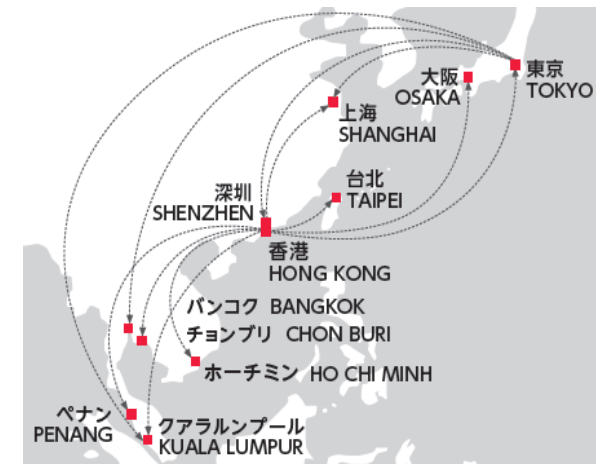 大阪
OSAKA
東京
TOKYO
上海
SHANGHAI
台北
TAIPEI
深圳
SHENZHEN
香港
HONG KONG
バンコク BANGKOK
チョンブリ CHON BURI
ホーチミン HO CHI MINH
ペナン
PENANG
クアラルンプール
KUALA LUMPUR